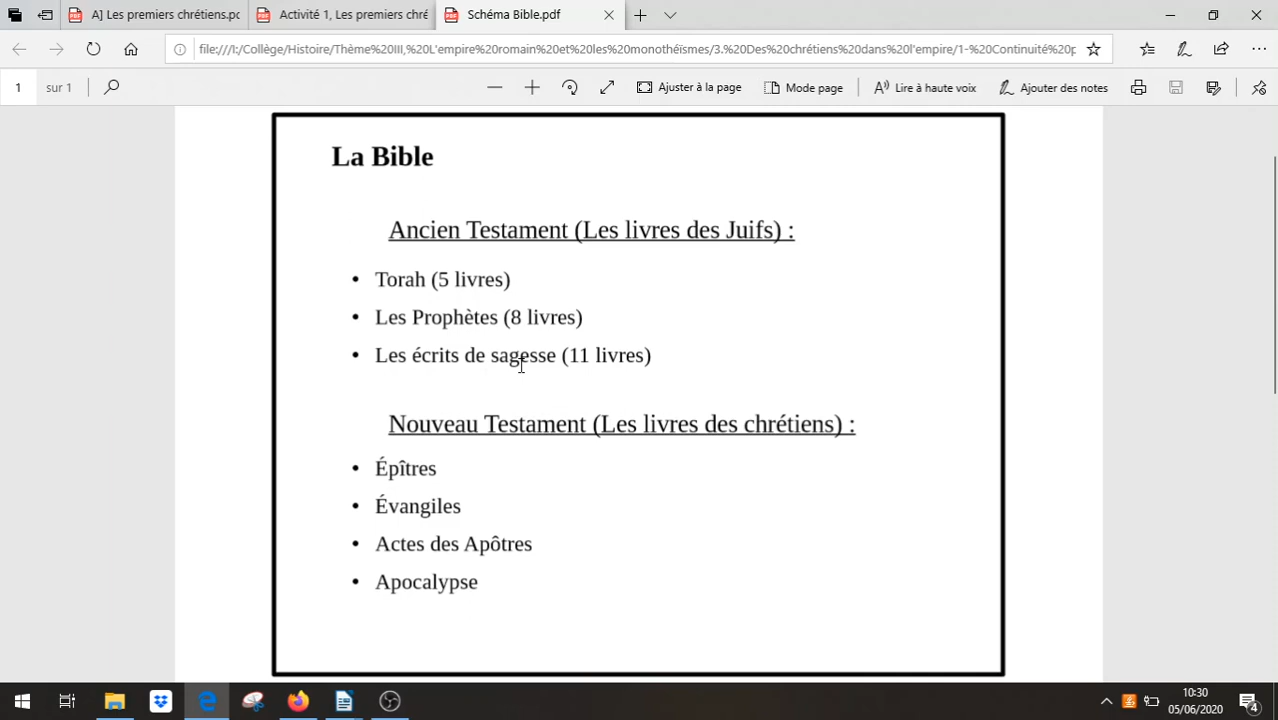 A] Les premiers chrétiens.pc
Activité 1, Les premiers chré
Schéma Bible.pdf
file:///I:/Collège/Histoire/Thème%20III,%20L'empire%20romain%20et%20les%20monothéïsmes/3.%20Des%20chrétiens%20dans%20l'empire/1-%20Continuité%20p
1 sur 1
Ajuster à la page
Mode page
Lire à haute voix
Ajouter des notes
La Bible
Ancien Testament (Les livres des Juifs) :
• Torah (5 livres)
• Les Prophètes (8 livres)
• Les écrits de sagesse (11 livres)
Nouveau Testament (Les livres des chrétiens) :
• Épîtres
• Évangiles
• Actes des Apôtres
• Apocalypse
10:30
05/06/2020
4